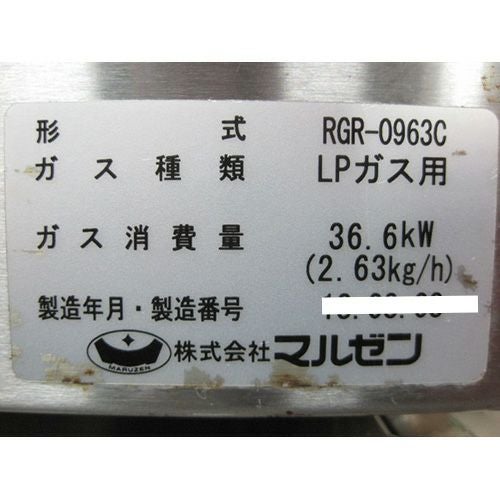 形式 RGR-0963C
ガス種類 LPガス用
ガス消費量 36.6kW
(2.63kg/h)
製造年月・製造番号
MARUZEN 株式会社 マルゼン